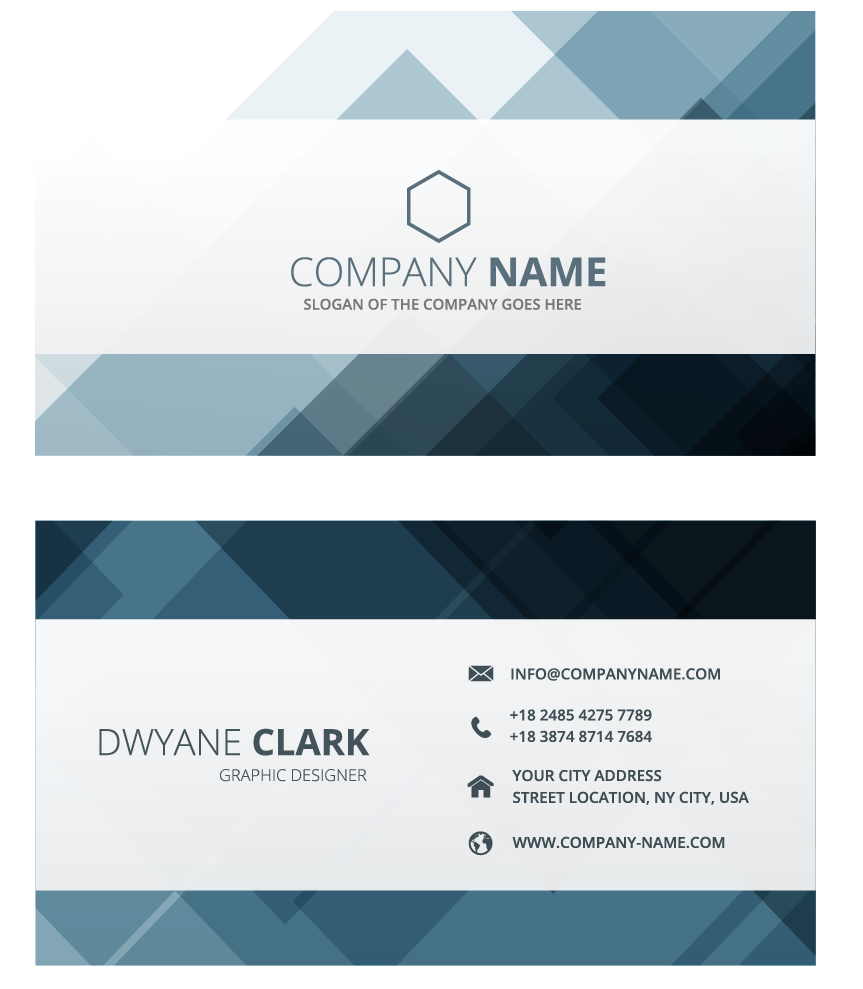 COMPANY NAME
SLOGAN OF THE COMPANY GOES HERE
INFO@COMPANYNAME.COM
+18 2485 4275 7789
+18 3874 8714 7684
DWYANE CLARK
GRAPHIC DESIGNER
YOUR CITY ADDRESS
STREET LOCATION, NY CITY, USA
WWW.COMPANY-NAME.COM